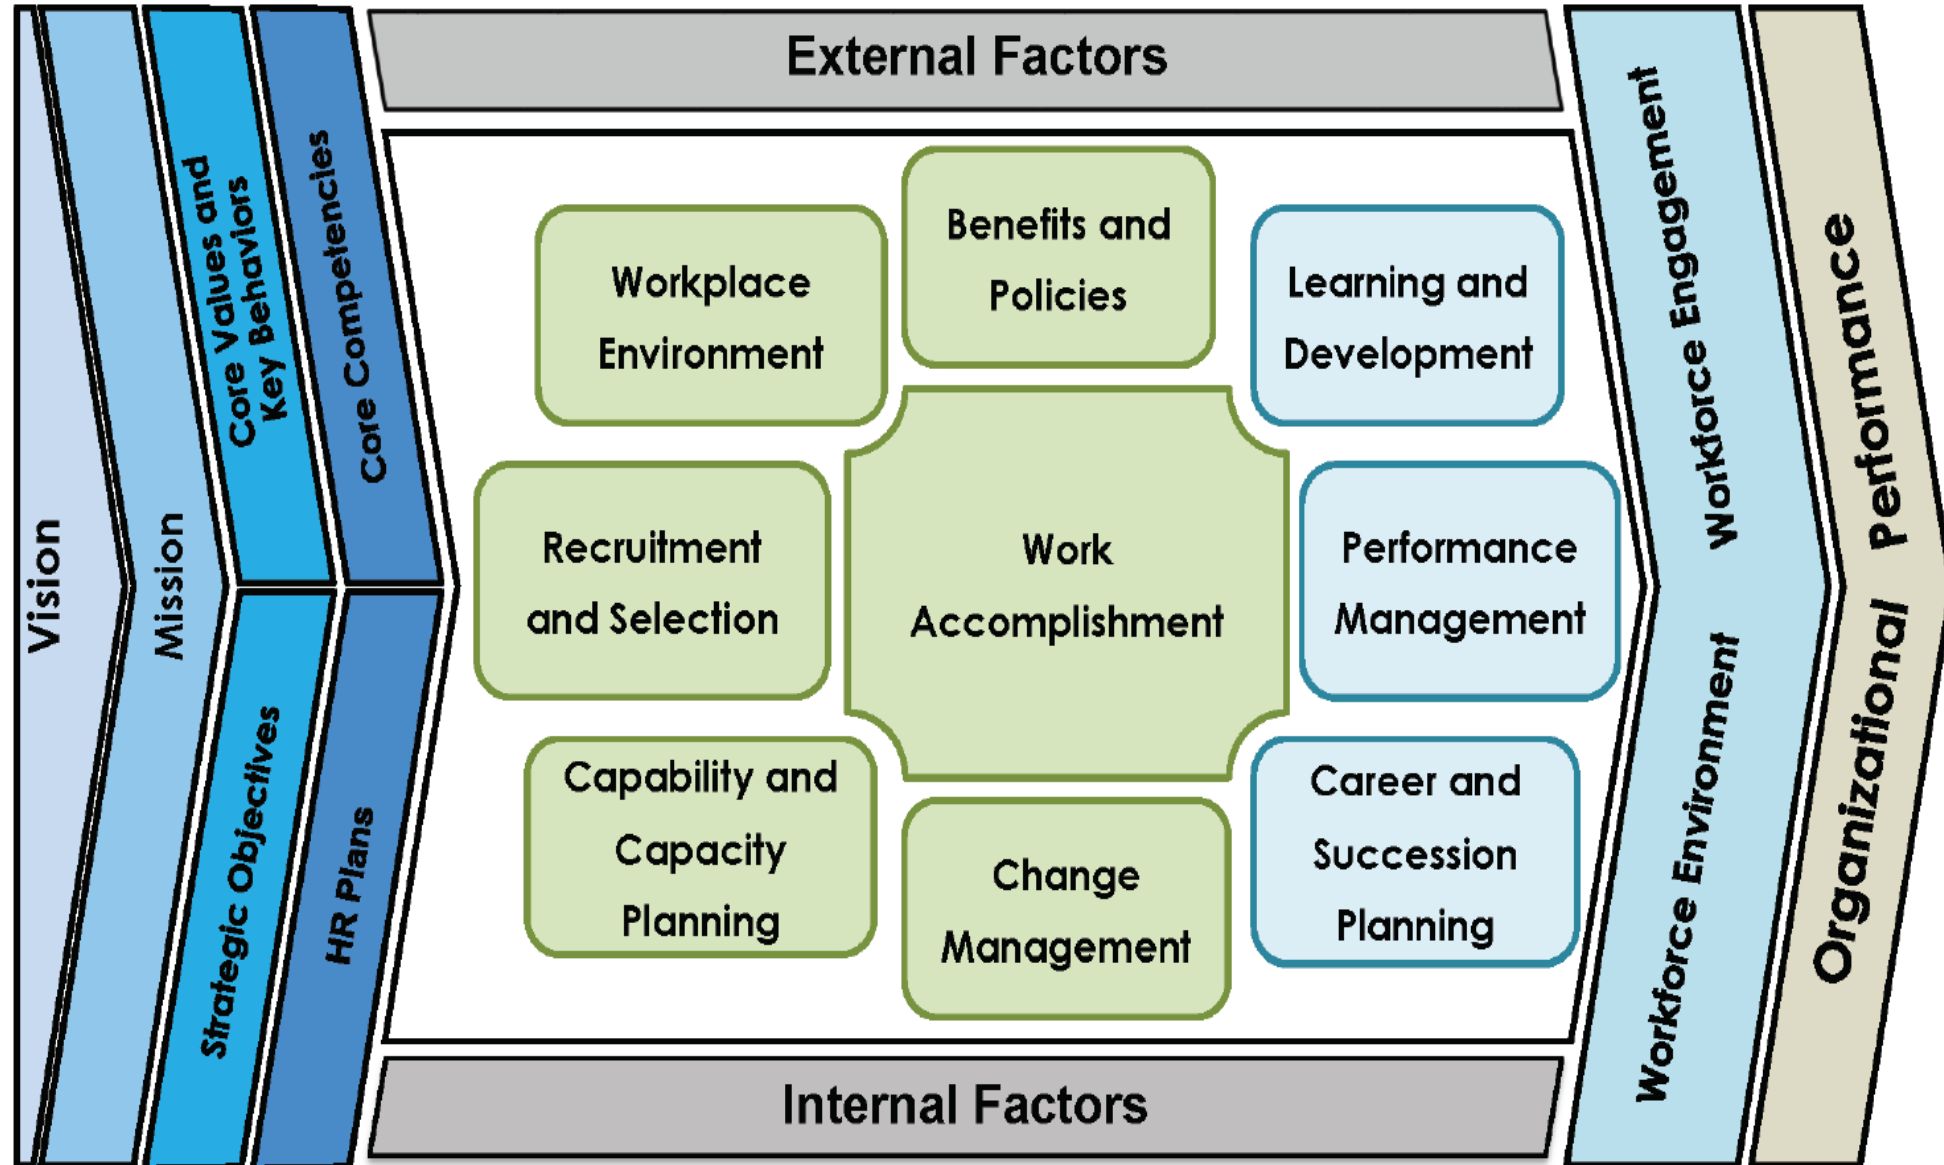 External Factors
Vision
Mission
Core Values and
Key Behaviors
Strategic Objectives
Core Competencies
HR Plans
Workplace
Environment
Benefits and
Policies
Learning and
Development
Recruitment
and Selection
Work
Accomplishment
Performance
Management
Capability and
Capacity
Planning
Change
Management
Career and
Succession
Planning
Workforce Environment Workforce Engagement
Organizational Performance
Internal Factors